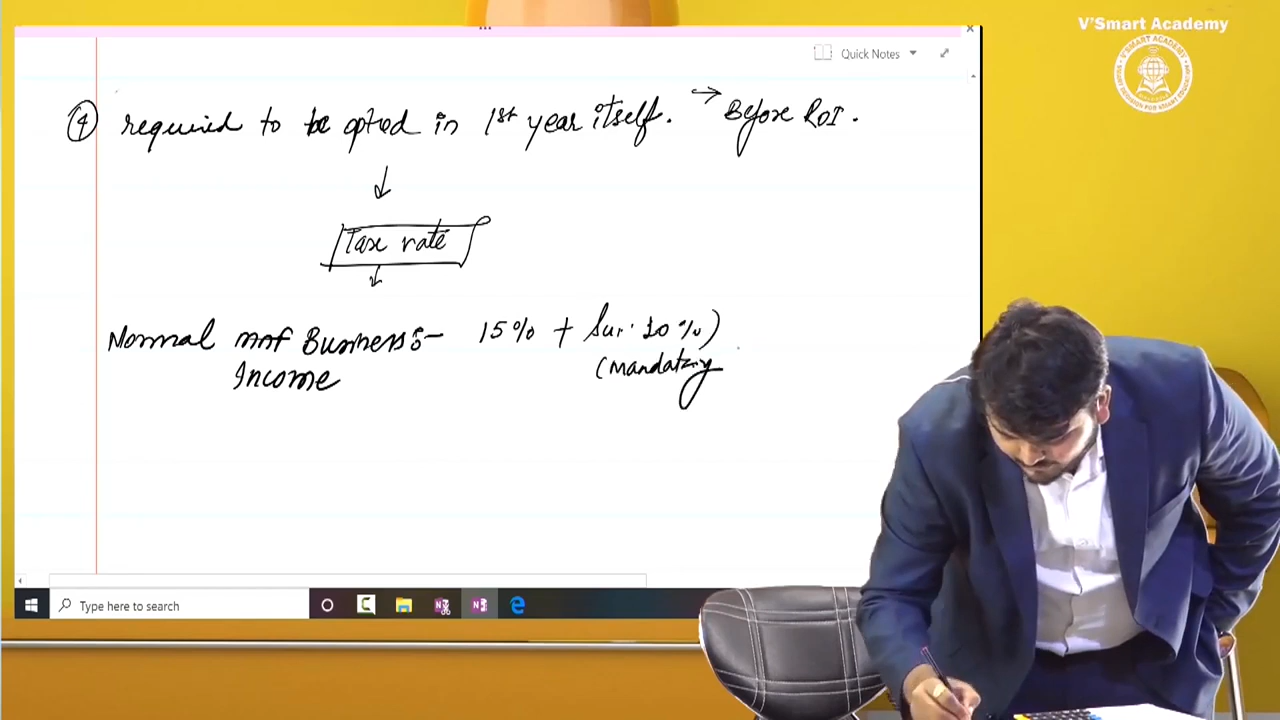 V'Smart Academy
Quick Notes
④ required to be opted in 1st year itself. → Before RoI.
Tax rate
Normal mnf Business:- 15% + Sur. 10%)
Income (Mandatory
Type here to search